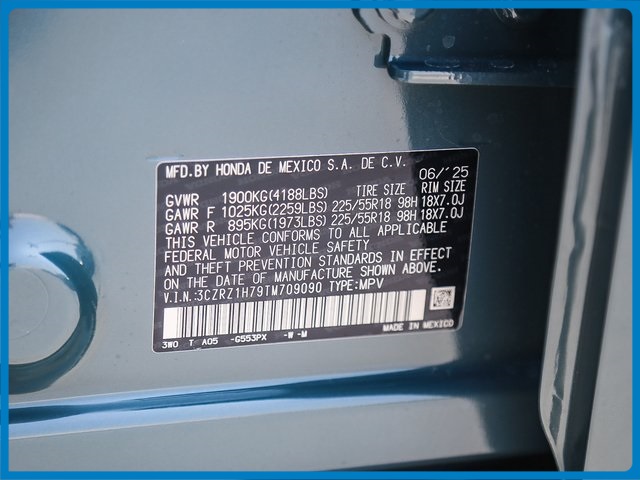 MFD.BY HONDA DE MEXICO S.A. DE C.V. 06/'25
GVWR 1900KG(4188LBS) TIRE SIZE RIM SIZE
GAWR F 1025KG(2259LBS) 225/55R18 98H 18X7.0J
GAWR R 895KG(1973LBS) 225/55R18 98H 18X7.0J
THIS VEHICLE CONFORMS TO ALL APPLICABLE
FEDERAL MOTOR VEHICLE SAFETY
AND THEFT PREVENTION STANDARDS IN EFFECT
ON THE DATE OF MANUFACTURE SHOWN ABOVE.
V.I.N.:3CZRZ1H79TM709090 TYPE:MPV
3W0 T A05 -G553PX -W -M MADE IN MEXICO